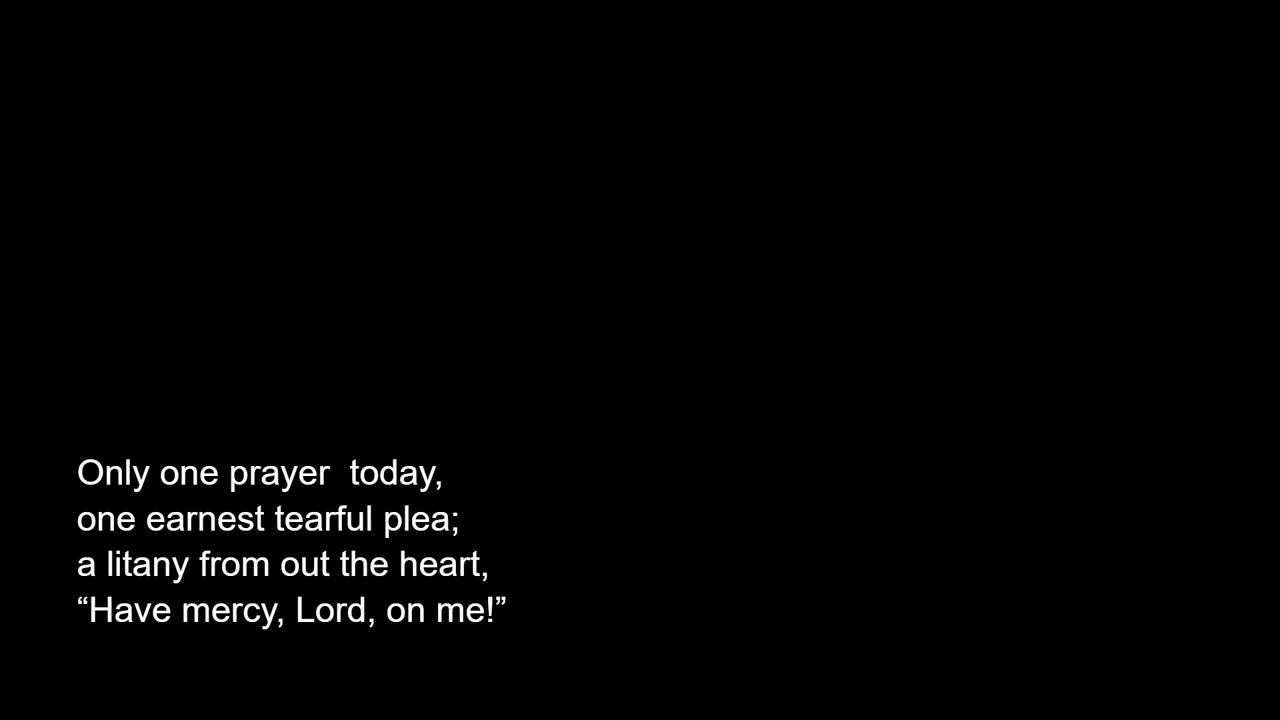 Only one prayer  today,
one earnest tearful plea;
a litany from out the heart,
“Have mercy, Lord, on me!”